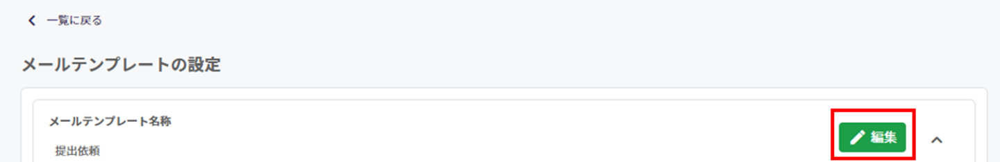 一覧に戻る
メールテンプレートの設定
メールテンプレート名称
編集
提出依頼